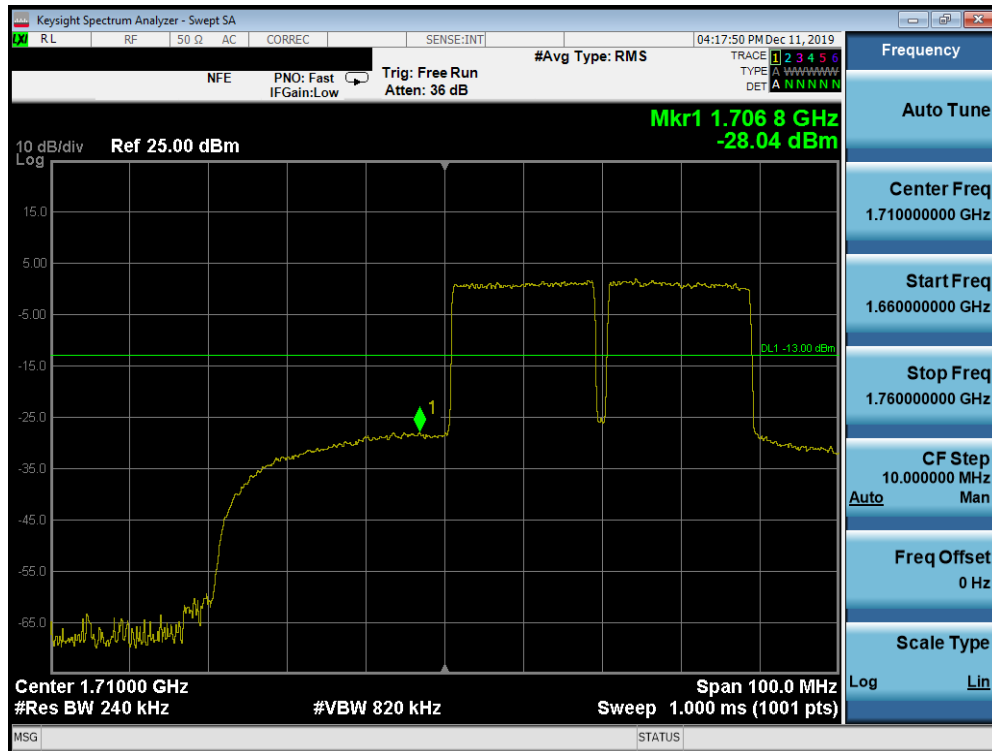 Keysight Spectrum Analyzer - Swept SA
LXI RL RF 50 Ω AC CORREC SENSE:INT 04:17:50 PM Dec 11, 2019
NFE PNO: Fast Trig: Free Run #Avg Type: RMS TRACE 1 2 3 4 5 6
IFGain:Low Atten: 36 dB TYPE A WWWWW
DET A N N N N N
Mkr1 1.706 8 GHz
10 dB/div Ref 25.00 dBm -28.04 dBm
Log
15.0
5.00
-5.00
DL1 -13.00 dBm
-15.0
1
-25.0
-35.0
-45.0
-55.0
-65.0
Center 1.71000 GHz Span 100.0 MHz
#Res BW 240 kHz #VBW 820 kHz Sweep 1.000 ms (1001 pts)
MSG STATUS
Frequency
Auto Tune
Center Freq
1.710000000 GHz
Start Freq
1.660000000 GHz
Stop Freq
1.760000000 GHz
CF Step
10.000000 MHz
Auto Man
Freq Offset
0 Hz
Scale Type
Log Lin